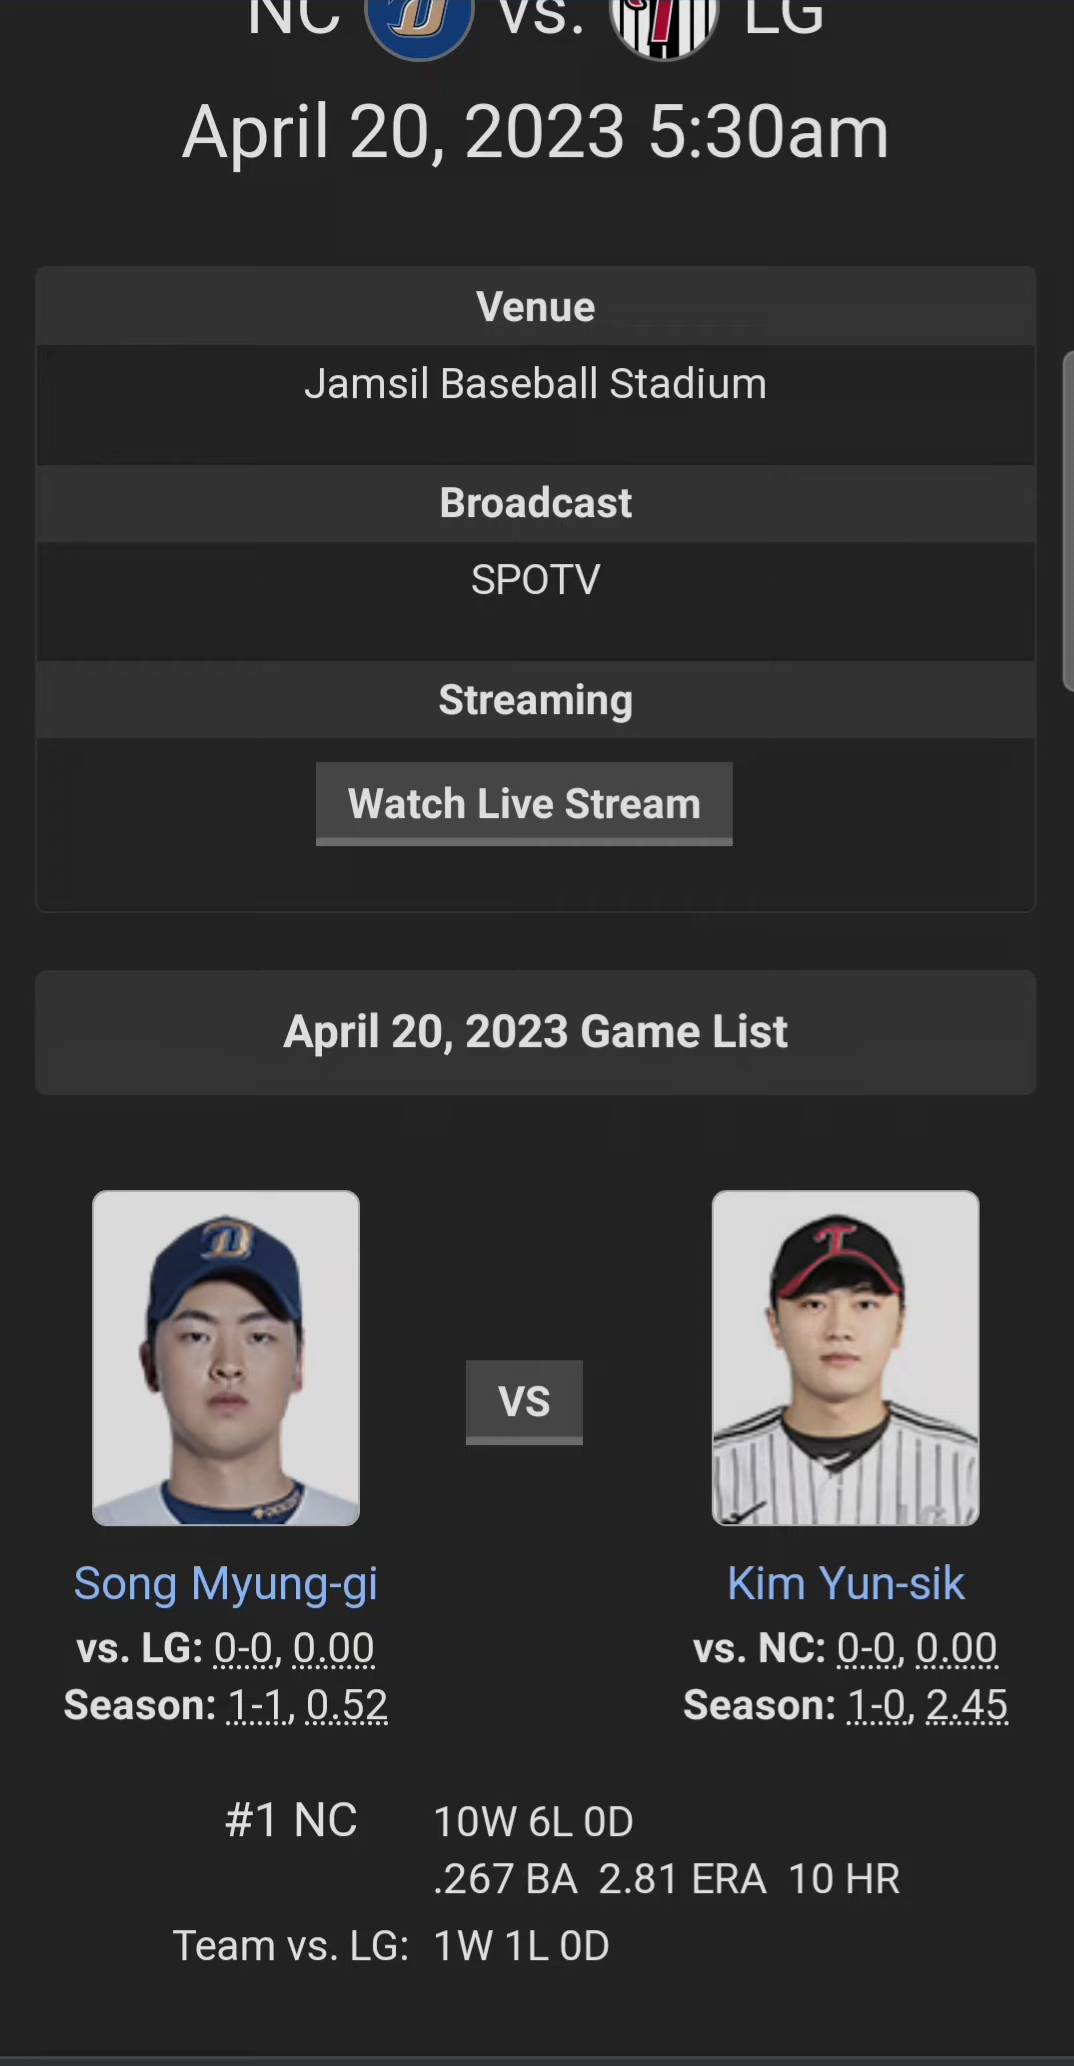 NC vs. LG
April 20, 2023 5:30am
Venue
Jamsil Baseball Stadium
Broadcast
SPOTV
Streaming
Watch Live Stream
April 20, 2023 Game List
VS
Song Myung-gi
vs. LG: 0-0, 0.00
Season: 1-1, 0.52
Kim Yun-sik
vs. NC: 0-0, 0.00
Season: 1-0, 2.45
#1 NC 10W 6L 0D
.267 BA 2.81 ERA 10 HR
Team vs. LG: 1W 1L 0D